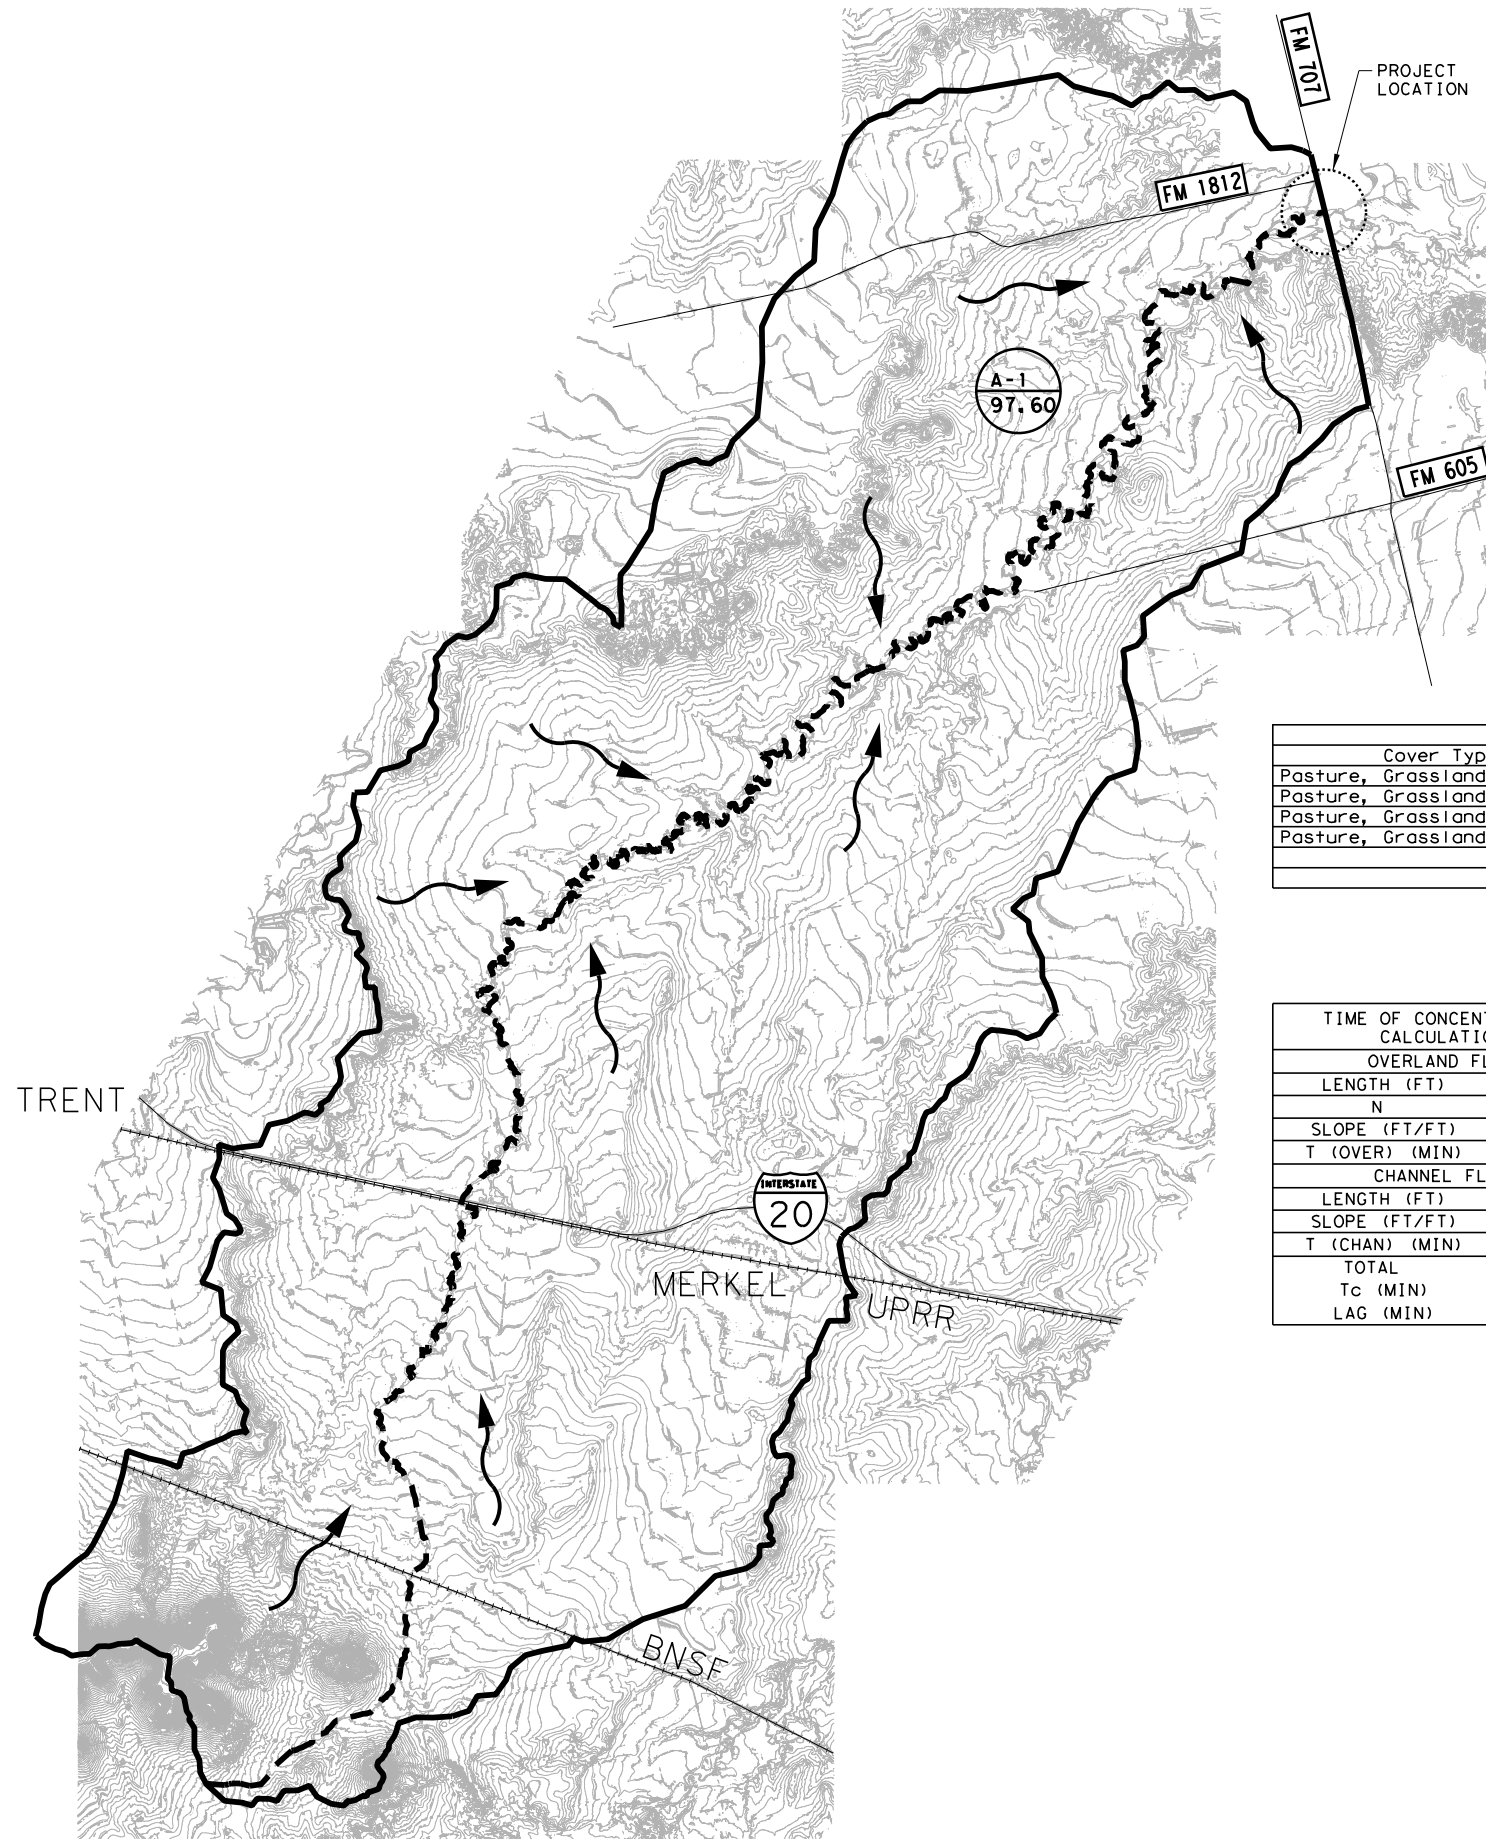 FM 707
PROJECT
LOCATION
FM 1812
A-1
97.60
FM 605
Cover Typ
Pasture, Grassland
Pasture, Grassland
Pasture, Grassland
Pasture, Grassland
TIME OF CONCENT
CALCULATIO
OVERLAND FL
LENGTH (FT)
N
SLOPE (FT/FT)
T (OVER) (MIN)
CHANNEL FL
LENGTH (FT)
SLOPE (FT/FT)
T (CHAN) (MIN)
TOTAL
Tc (MIN)
LAG (MIN)
TRENT
INTERSTATE
20
MERKEL
UPRR
BNSF